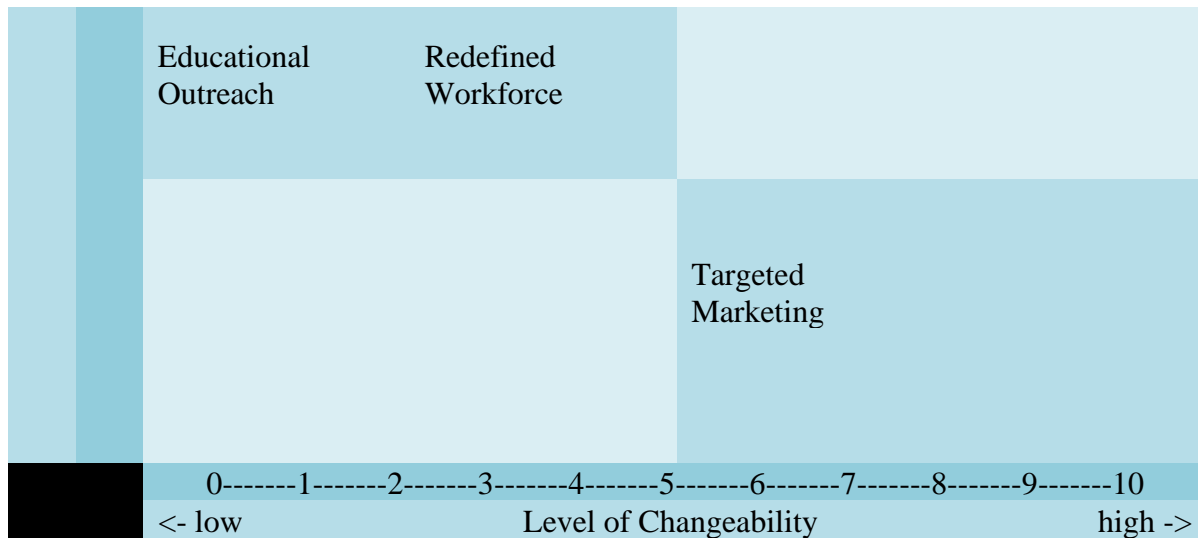 Educational Redefined
Outreach Workforce
Targeted
Marketing
0-------1-------2-------3-------4-------5-------6-------7-------8-------9-------10
<- low Level of Changeability high ->